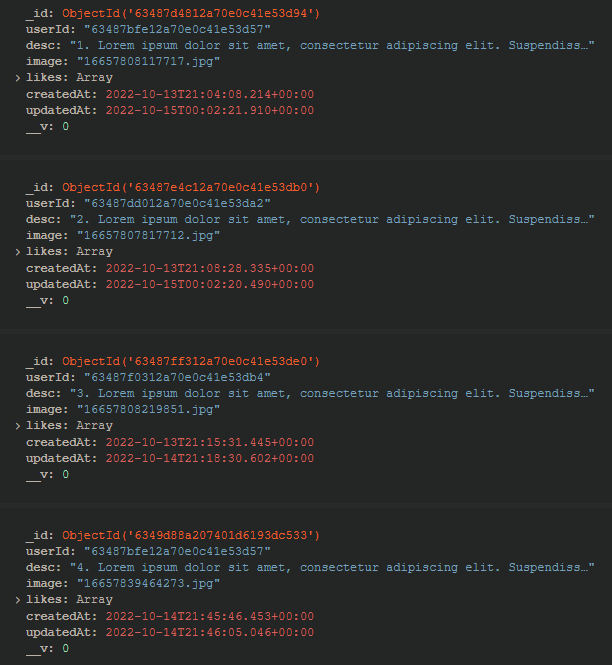 _id: ObjectId('63487d4812a70e0c41e53d94')
userId: "63487bfe12a70e0c41e53d57"
desc: "1. Lorem ipsum dolor sit amet, consectetur adipiscing elit. Suspendiss…"
image: "16657808117717.jpg"
> likes: Array
createdAt: 2022-10-13T21:04:08.214+00:00
updatedAt: 2022-10-15T00:02:21.910+00:00
__v: 0
_id: ObjectId('63487e4c12a70e0c41e53db0')
userId: "63487dd012a70e0c41e53da2"
desc: "2. Lorem ipsum dolor sit amet, consectetur adipiscing elit. Suspendiss…"
image: "16657807817712.jpg"
> likes: Array
createdAt: 2022-10-13T21:08:28.335+00:00
updatedAt: 2022-10-15T00:02:20.490+00:00
__v: 0
_id: ObjectId('63487ff312a70e0c41e53de0')
userId: "63487f0312a70e0c41e53db4"
desc: "3. Lorem ipsum dolor sit amet, consectetur adipiscing elit. Suspendiss…"
image: "16657808219851.jpg"
> likes: Array
createdAt: 2022-10-13T21:15:31.445+00:00
updatedAt: 2022-10-14T21:18:30.602+00:00
__v: 0
_id: ObjectId('6349d88a207401d6193dc533')
userId: "63487bfe12a70e0c41e53d57"
desc: "4. Lorem ipsum dolor sit amet, consectetur adipiscing elit. Suspendiss…"
image: "16657839464273.jpg"
> likes: Array
createdAt: 2022-10-14T21:45:46.453+00:00
updatedAt: 2022-10-14T21:46:05.046+00:00
__v: 0